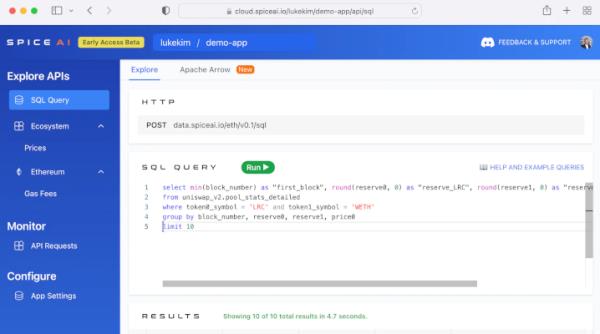 cloud.spiceai.io/lukekim/demo-app/api/sql
SPICE AI
Early Access Beta
lukekim / demo-app
FEEDBACK & SUPPORT
Explore APIs
SQL Query
Ecosystem
Prices
Ethereum
Gas Fees
Monitor
API Requests
Configure
App Settings
Explore
Apache Arrow
New
HTTP
POST data.spiceai.io/eth/v0.1/sql
SQL QUERY
Run
HELP AND EXAMPLE QUERIES
1 select min(block_number) as "first_block", round(reserve0, 0) as "reserve_LRC", round(reserve1, 0) as "reserve
2 from uniswap_v2.pool_stats_detailed
3 where token0_symbol = 'LRC' and token1_symbol = 'WETH'
4 group by block_number, reserve0, reserve1, price0
5 limit 10
RESULTS
Showing 10 of 10 total results in 4.7 seconds.